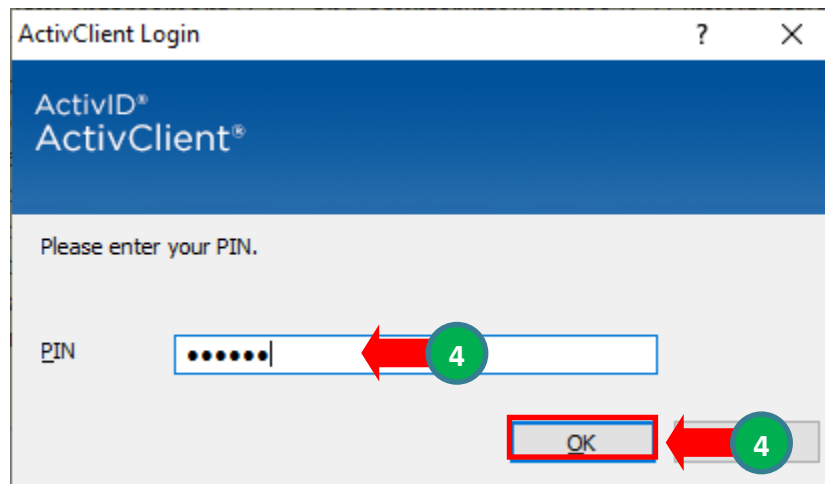 ActivClient Login ?
ActivID®
ActivClient®
Please enter your PIN.
PIN ●●●●●● 4
OK 4